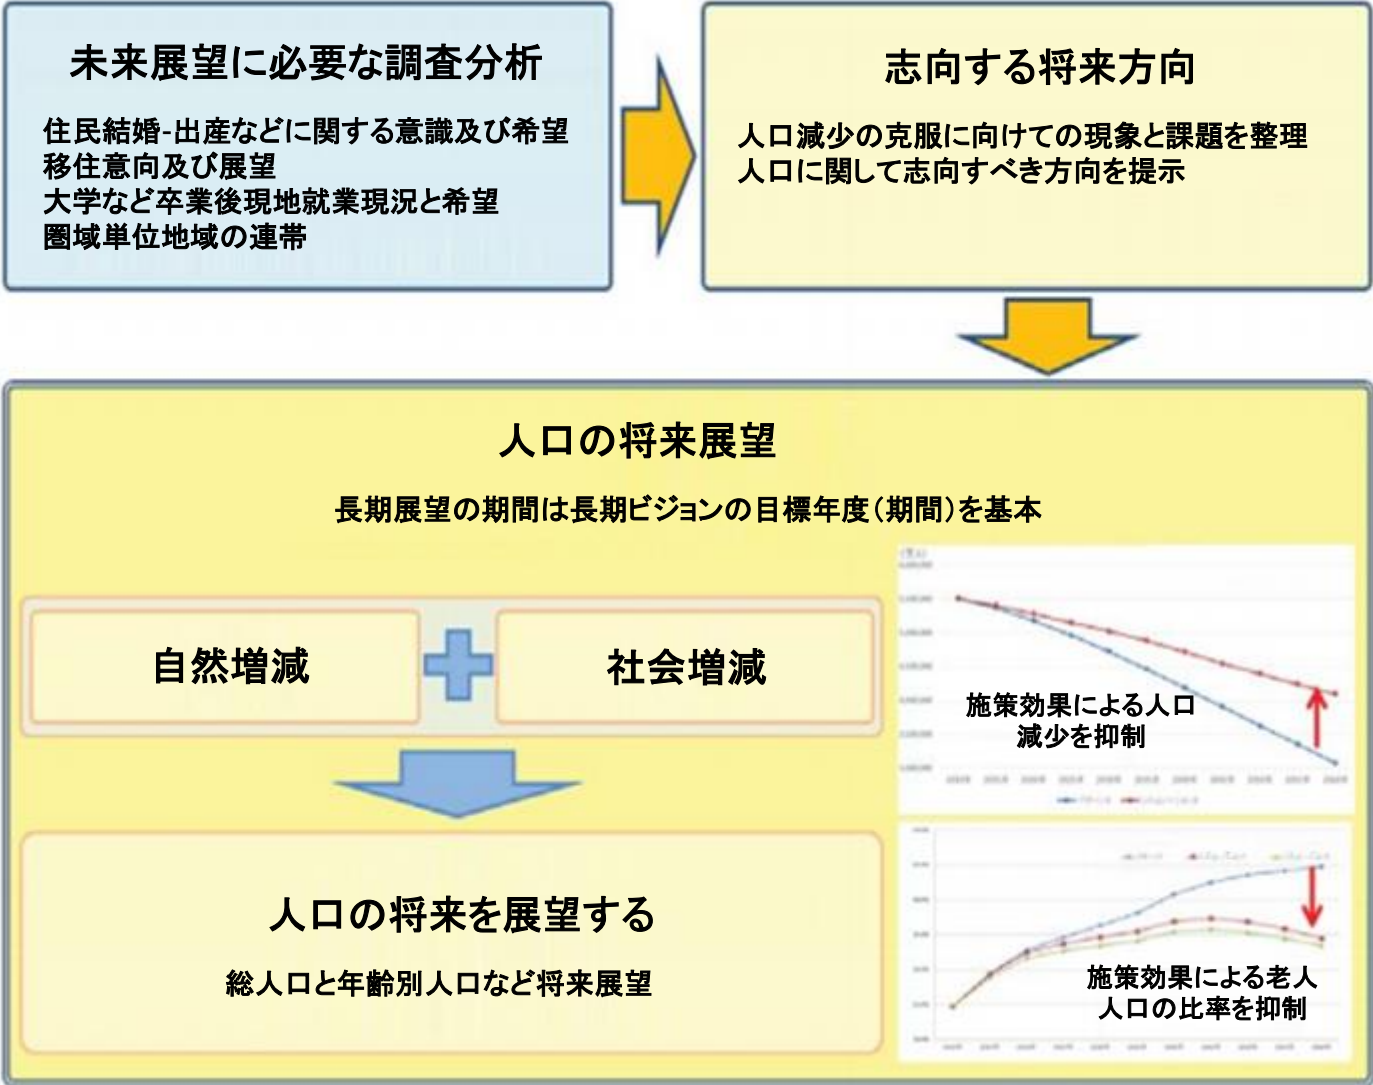 未来展望に必要な調査分析
住民結婚-出産などに関する意識及び希望
移住意向及び展望
大学など卒業後現地就業現況と希望
圏域単位地域の連帯
志向する将来方向
人口減少の克服に向けての現象と課題を整理
人口に関して志向すべき方向を提示
人口の将来展望
長期展望の期間は長期ビジョンの目標年度(期間)を基本
自然増減
社会増減
施策効果による人口
減少を抑制
人口の将来を展望する
総人口と年齢別人口など将来展望
施策効果による老人
人口の比率を抑制